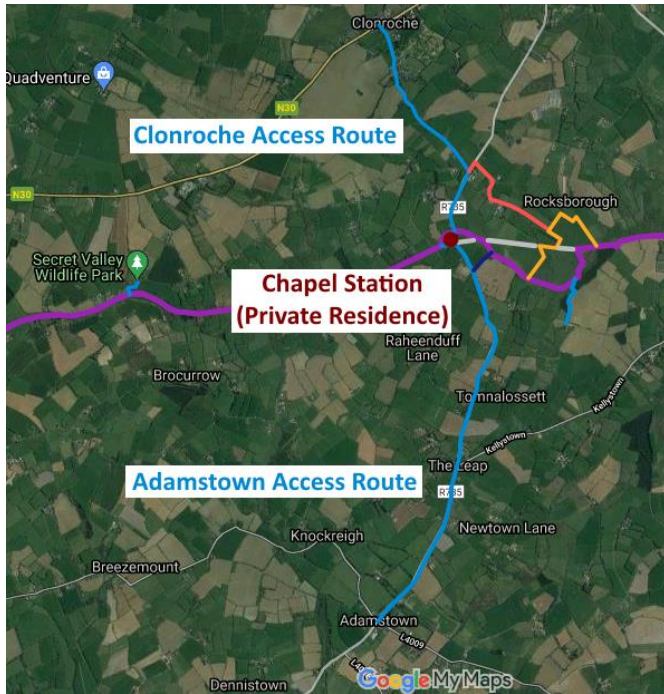 Clonroche
Quadventure
N30
Clonroche Access Route
Rocksborough
N30
R735
Secret Valley
Wildlife Park
Chapel Station
(Private Residence)
Raheenduff
Lane
Brocurrow
Tomnalossett
Kellystown
Kellystown
The Leap
Adamstown Access Route
R735
Newtown Lane
Knockreigh
Breezemount
Adamstown
L4009
Dennistown
Google My Maps